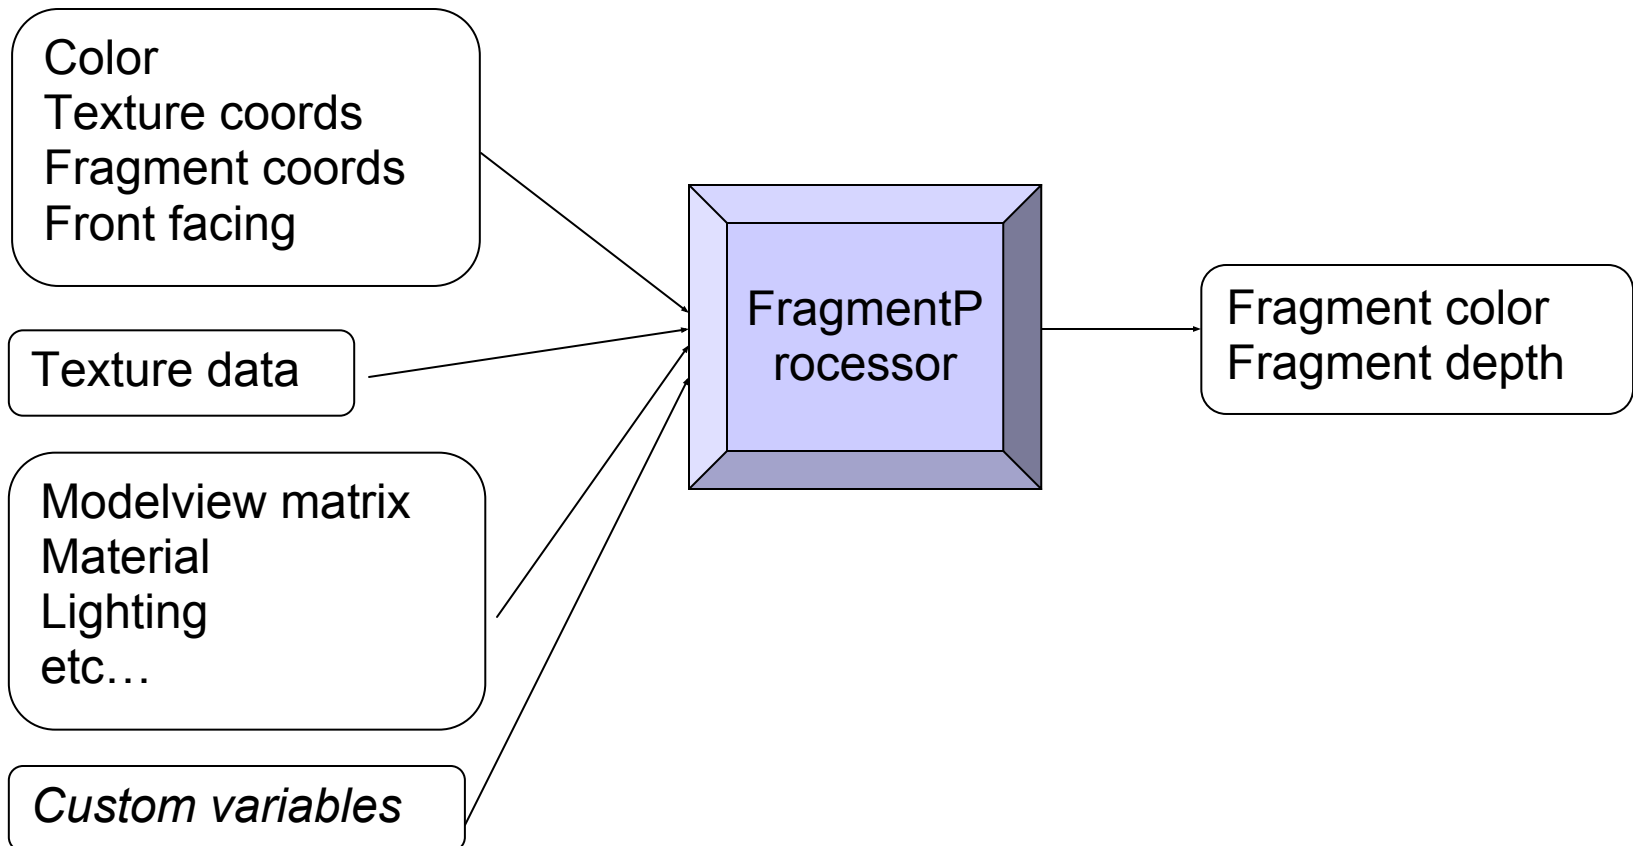 Color
Texture coords
Fragment coords
Front facing
Texture data
Modelview matrix
Material
Lighting
etc…
Custom variables
FragmentP
rocessor
Fragment color
Fragment depth